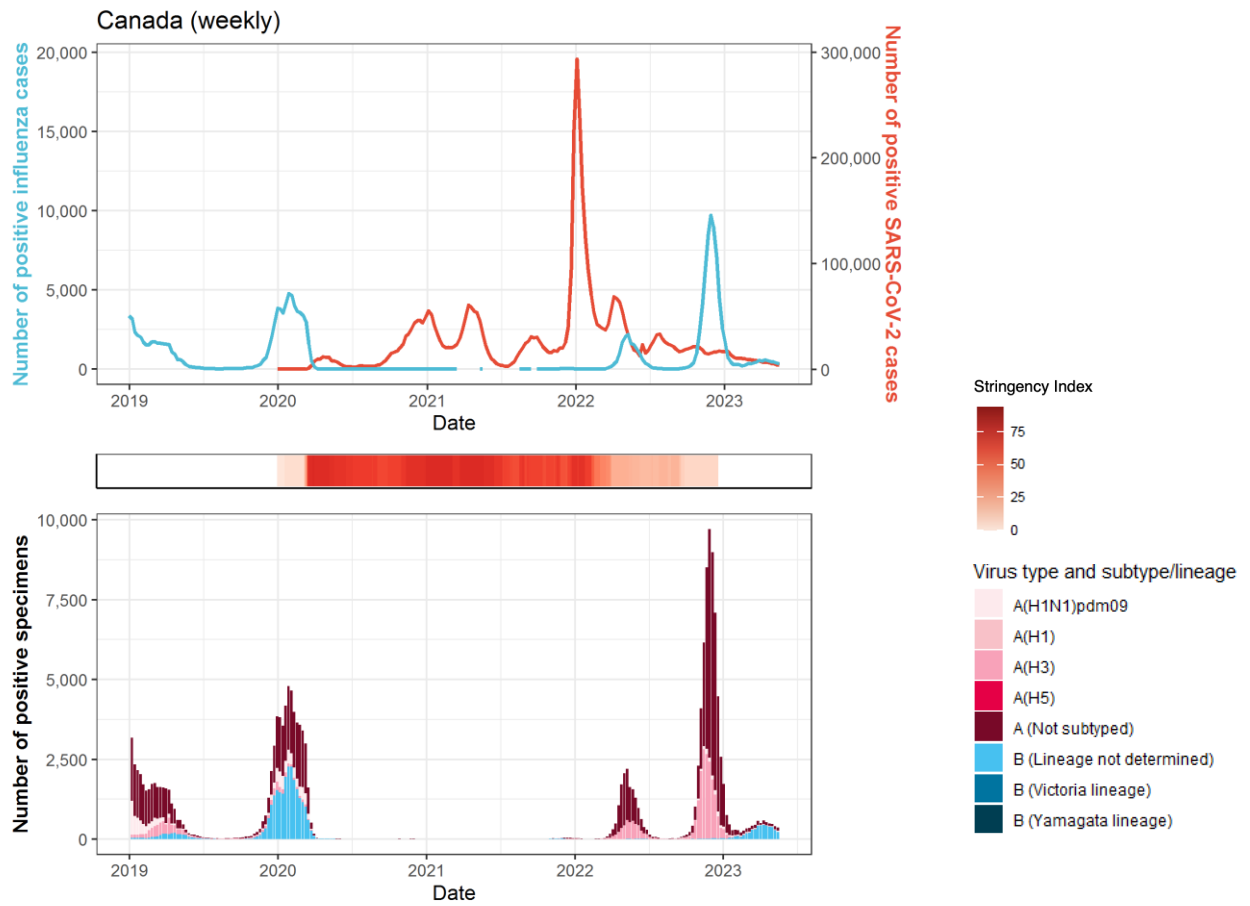 Canada (weekly)
Number of positive influenza cases
20,000
15,000
10,000
5,000
0
300,000
200,000
100,000
0
Number of positive SARS-CoV-2 cases
2019 2020 2021 2022 2023
Date
Number of positive specimens
10,000
7,500
5,000
2,500
0
2019 2020 2021 2022 2023
Date
Stringency Index
75
50
25
0
Virus type and subtype/lineage
A(H1N1)pdm09
A(H1)
A(H3)
A(H5)
A (Not subtyped)
B (Lineage not determined)
B (Victoria lineage)
B (Yamagata lineage)